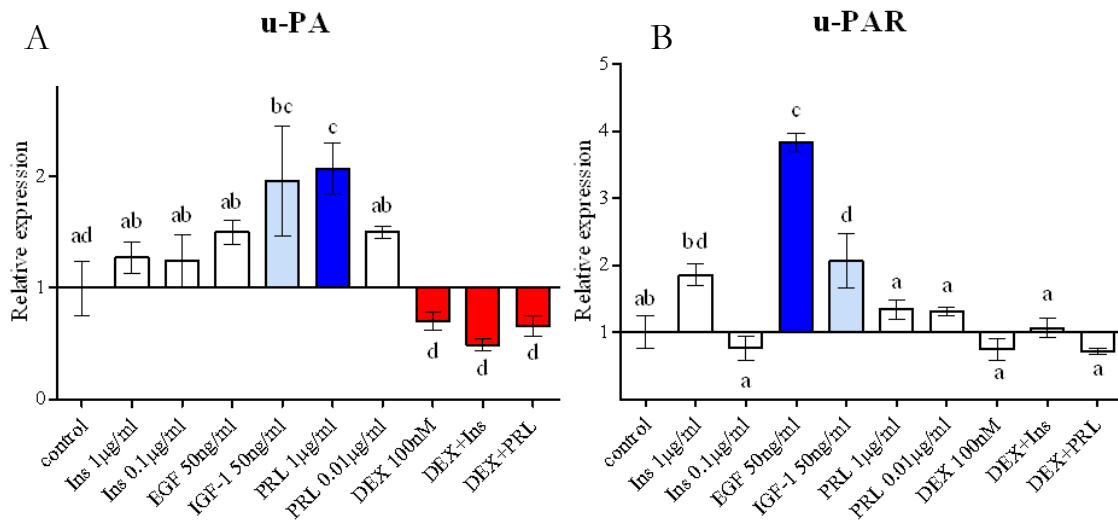 A
u-PA
Relative expression
2
1
0
ad
ab
ab
ab
bc
c
ab
d
d
d
control
Ins 1µg/ml
Ins 0.1µg/ml
EGF 50ng/ml
IGF-1 50ng/ml
PRL 1µg/ml
PRL 0.01µg/ml
DEX 100nM
DEX+Ins
DEX+PRL
B
u-PAR
Relative expression
5
4
3
2
1
0
ab
bd
a
c
d
a
a
a
a
a
control
Ins 1µg/ml
Ins 0.1µg/ml
EGF 50ng/ml
IGF-1 50ng/ml
PRL 1µg/ml
PRL 0.01µg/ml
DEX 100nM
DEX+Ins
DEX+PRL